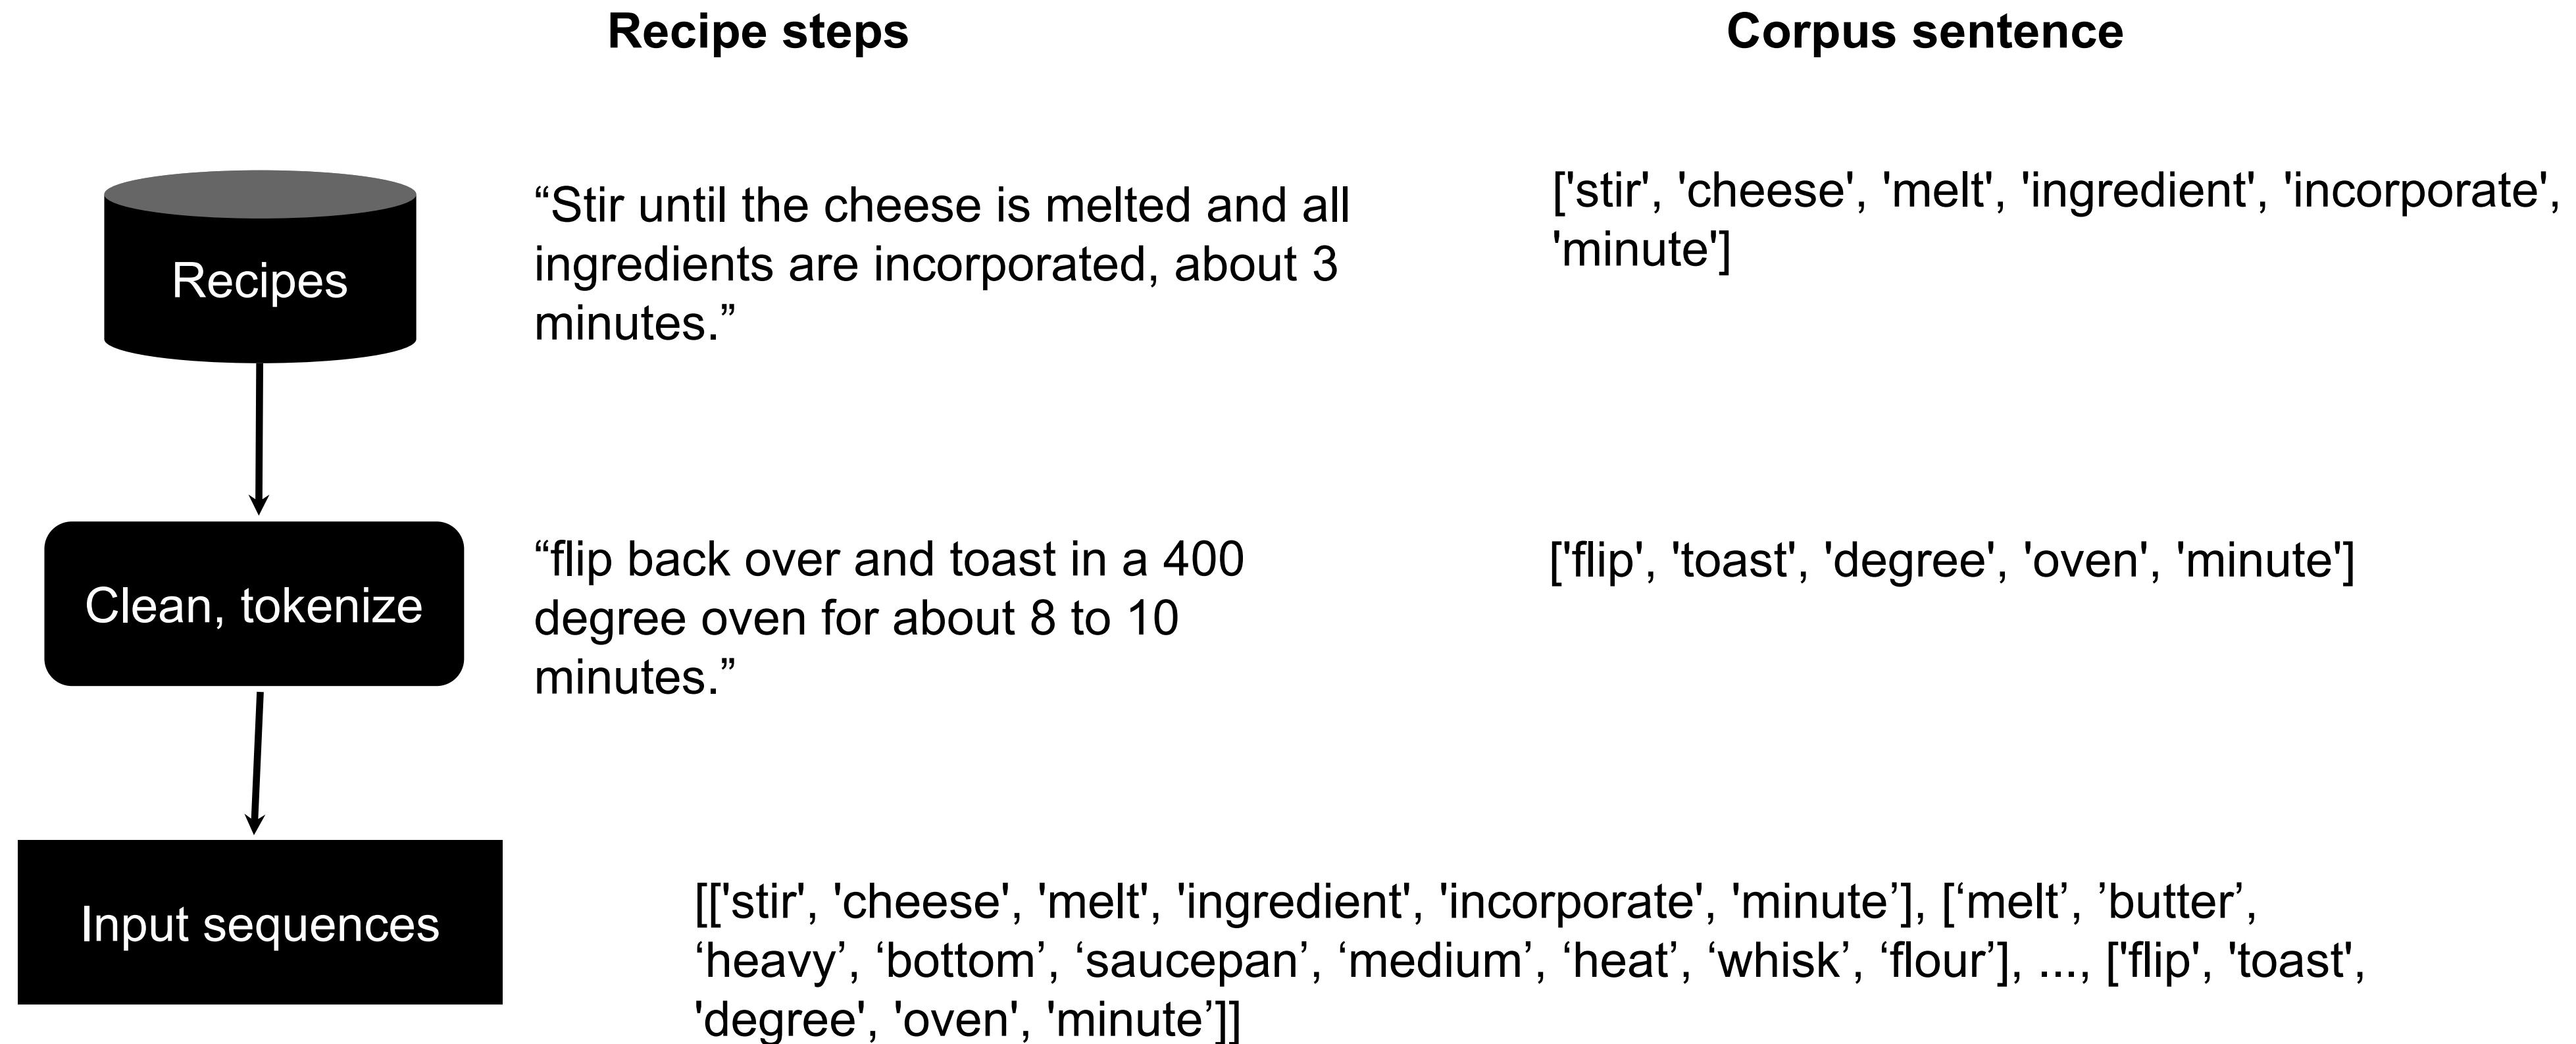 Recipe steps
Corpus sentence
Recipes
“Stir until the cheese is melted and all
ingredients are incorporated, about 3
minutes.”
['stir', 'cheese', 'melt', 'ingredient', 'incorporate',
'minute']
Clean, tokenize
“flip back over and toast in a 400
degree oven for about 8 to 10
minutes.”
['flip', 'toast', 'degree', 'oven', 'minute']
Input sequences
[['stir', 'cheese', 'melt', 'ingredient', 'incorporate', 'minute’], [‘melt’, ’butter’,
‘heavy’, ‘bottom’, ‘saucepan’, ‘medium’, ‘heat’, ‘whisk’, ‘flour’], ..., ['flip', 'toast',
'degree', 'oven', 'minute’]]